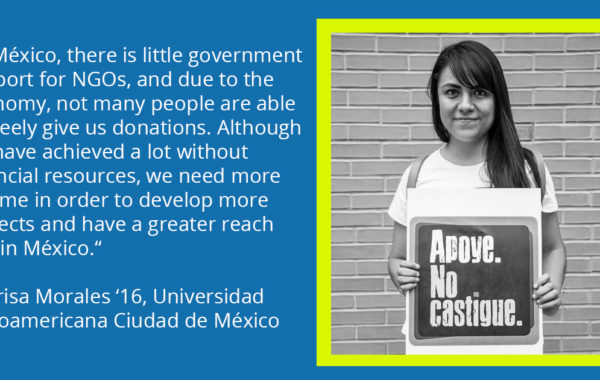 México, there is little government
port for NGOs, and due to the
nomy, not many people are able
eely give us donations. Although
have achieved a lot without
ncial resources, we need more
me in order to develop more
ects and have a greater reach
in México.“
risa Morales ‘16, Universidad
oamericana Ciudad de México
Apoye.
No
castigue.